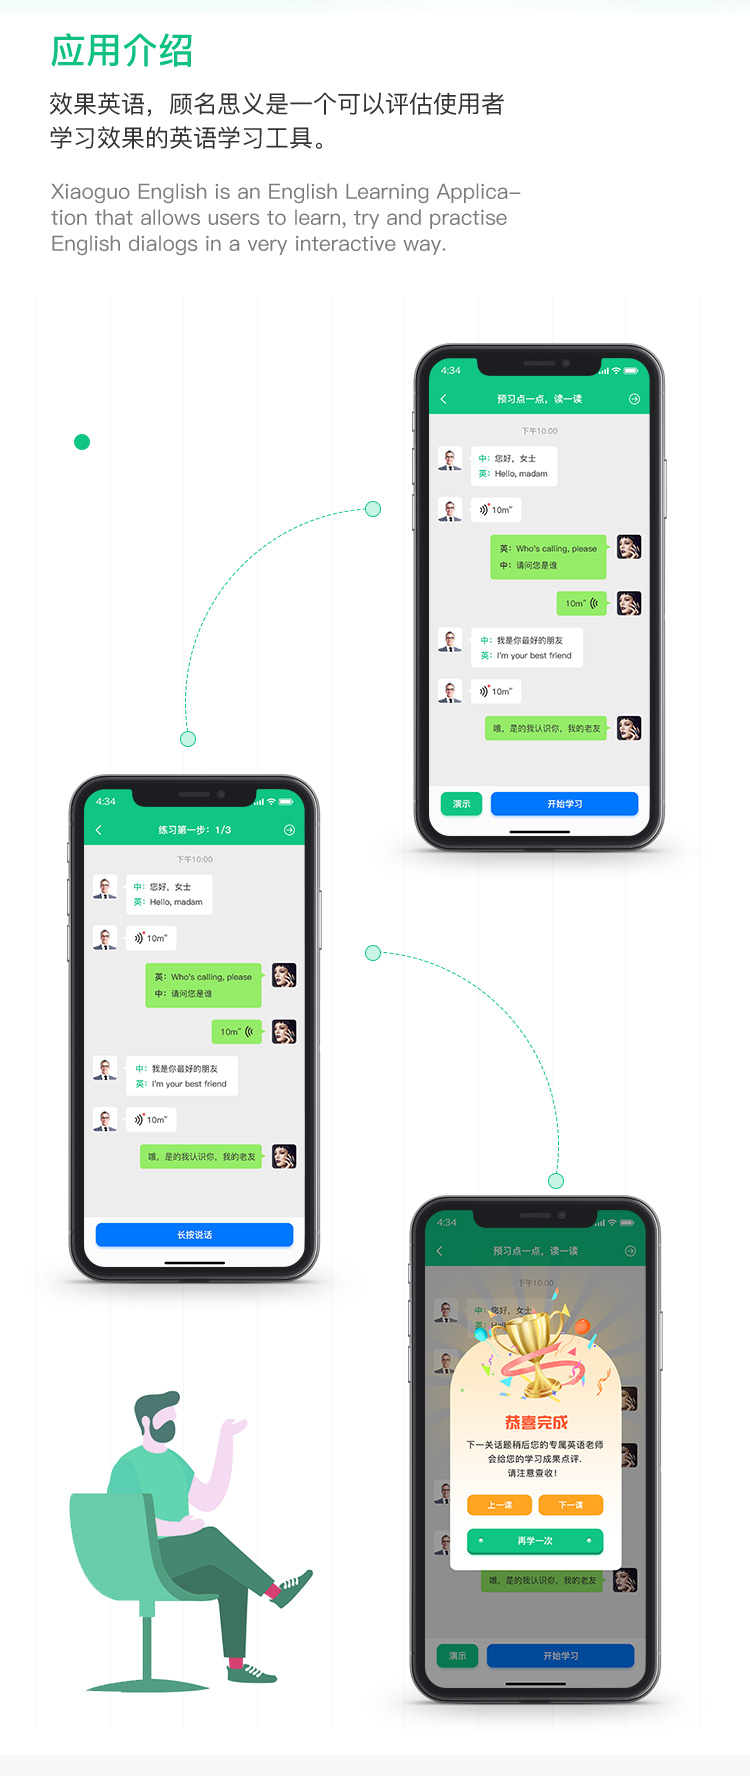 应用介绍
效果英语，顾名思义是一个可以评估使用者
学习效果的英语学习工具。
Xiaoguo English is an English Learning Applica-
tion that allows users to learn, try and practise
English dialogs in a very interactive way.
4:34
预习点一点，读一读
下午10:00
中：您好，女士
英：Hello, madam
10m"
英：Who's calling, please
中：请问您是谁
10m"
中：我是你最好的朋友
英：I'm your best friend
10m"
哦，是的我认识你，我的老友
演示
开始学习
4:34
练习第一步：1/3
下午10:00
中：您好，女士
英：Hello, madam
10m"
英：Who's calling, please
中：请问您是谁
10m"
中：我是你最好的朋友
英：I'm your best friend
10m"
哦，是的我认识你，我的老友
长按说话
4:34
预习点一点，读一读
下午10:00
中：您好，女士
英：Hell
恭喜完成
下一关话题稍后您的专属英语老师
会给您的学习成果点评.
请注意查收！
上一课
下一课
再学一次
哦，是的我认识你，我的老友
演示
开始学习